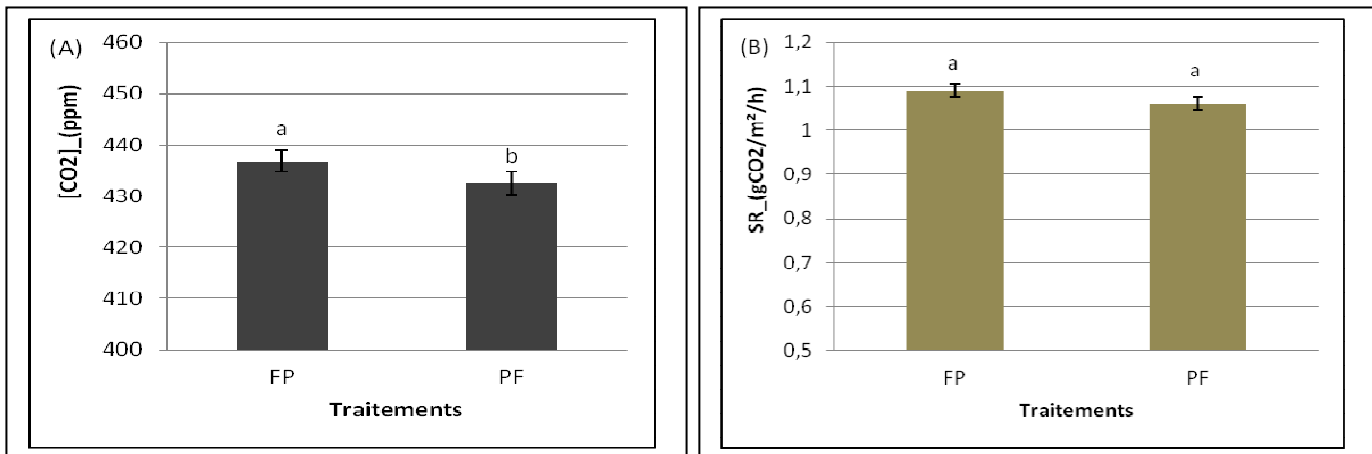 (A)
[CO2]_(ppm)
460
450
440
430
420
410
400
a
b
FP
PF
Traitements
(B)
SR_(gCO2/m²/h)
1,2
1,1
1
0,9
0,8
0,7
0,6
0,5
a
a
FP
PF
Traitements